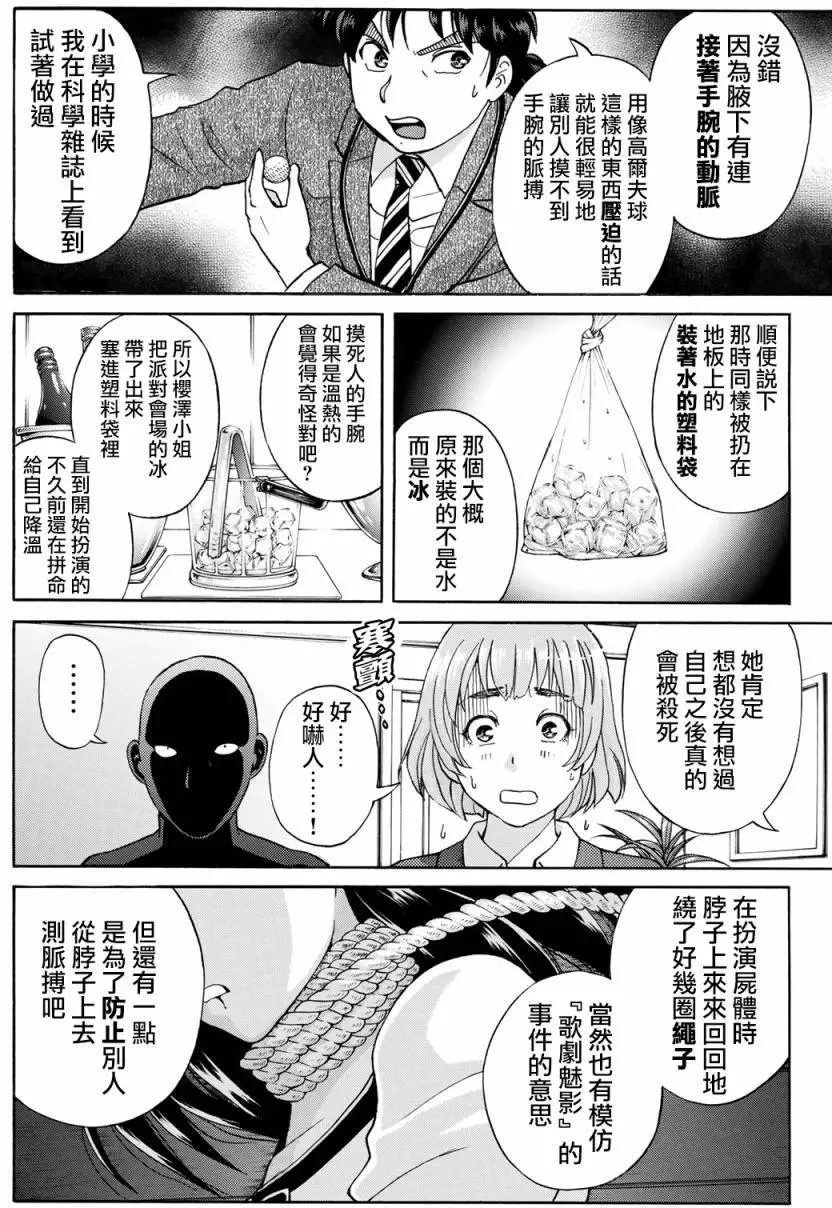 沒錯
因為腋下有連
接著手腕的動脈
用像高爾夫球
這樣的東西壓迫的話
就能很輕易地
讓別人摸不到
手腕的脈搏
小學的時候
我在科學雜誌上看到
試著做過
順便說下
那時同樣被扔在
地板上的
裝著水的塑料袋
那個大概
原來裝的不是水
而是冰
摸死人的手腕
如果是溫熱的
會覺得奇怪對吧？
所以櫻澤小姐
把派對會場的冰
帶了出來
塞進塑料袋裡
直到開始扮演的
不久前還在拼命
給自己降溫
她肯定
想都沒有想過
自己之後真的
會被殺死
寒顫…
好……
好嚇人……！
……
在扮演屍體時
脖子上來來回回地
繞了好幾圈繩子
當然也有模仿
『歌劇魅影』的
事件的意思
但還有一點
是為了防止別人
從脖子上去
測脈搏吧